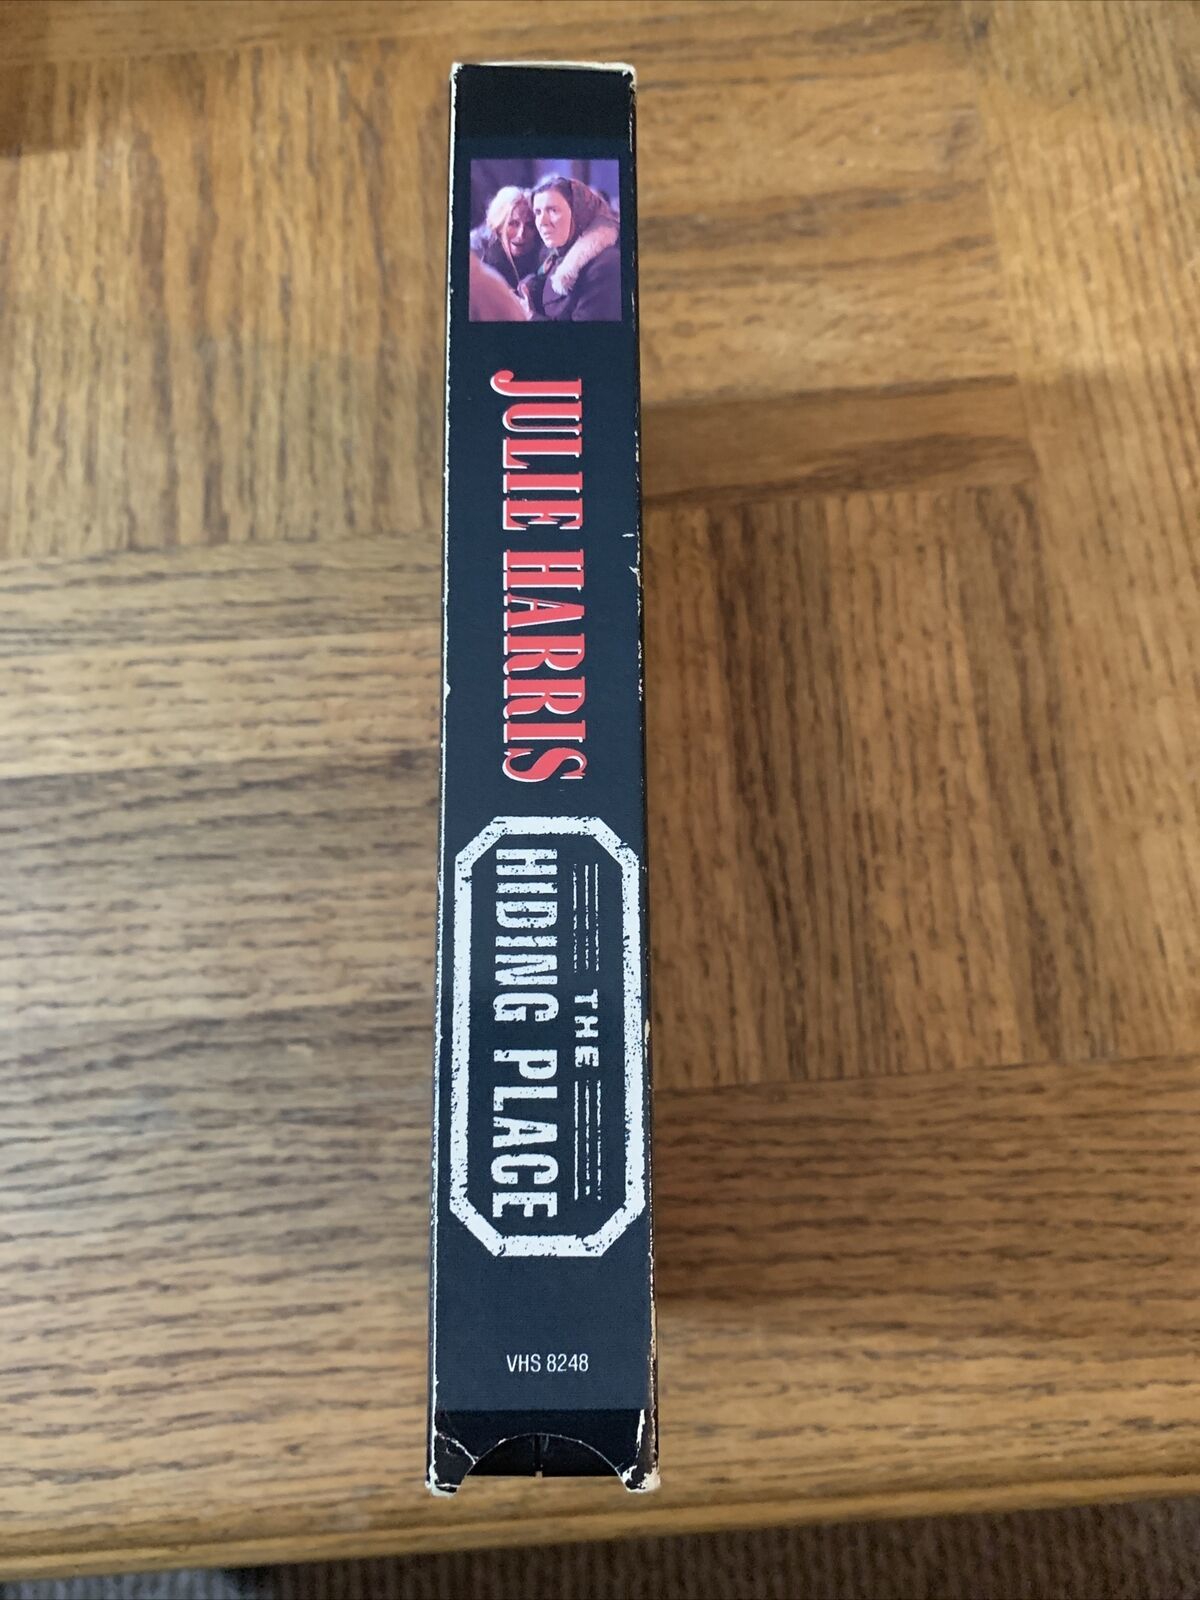 JULIE HARRIS
THE
HIDING PLACE
VHS 8248